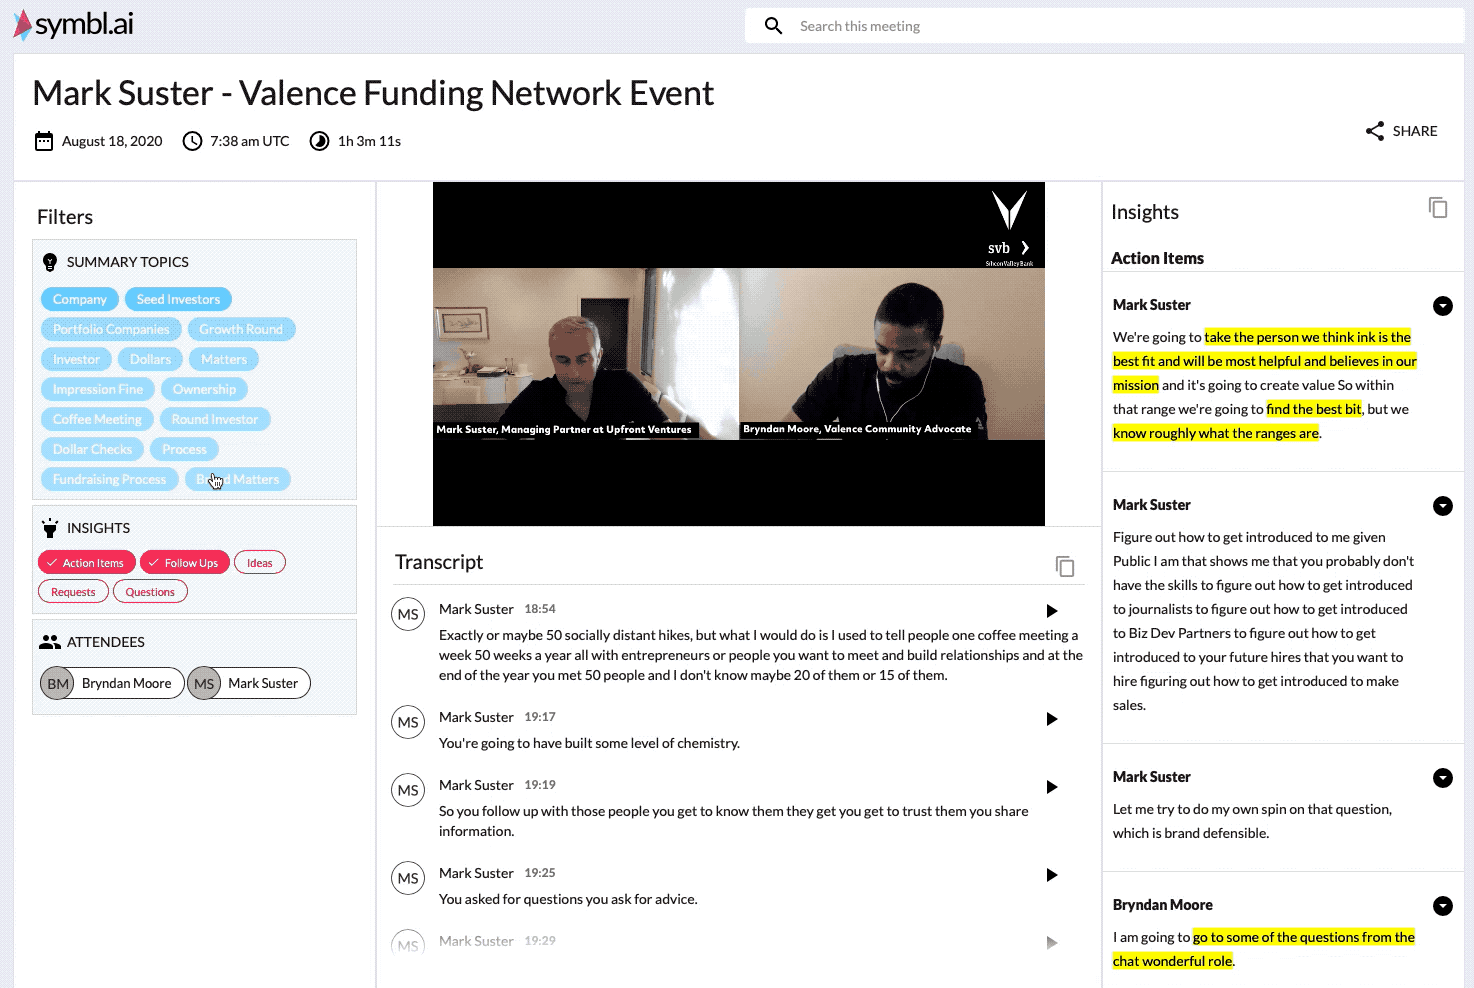 symbl.ai
Search this meeting
Mark Suster - Valence Funding Network Event
August 18, 2020 7:38 am UTC 1h 3m 11s
SHARE
Filters
SUMMARY TOPICS
Company Seed Investors
Portfolio Companies Growth Round
Investor Dollars Matters
Impression Fine Ownership
Coffee Meeting Round Investor
Dollar Checks Process
Fundraising Process Matters
INSIGHTS
Action Items Follow Ups Ideas
Requests Questions
ATTENDEES
BM Bryndan Moore MS Mark Suster
svb
Silicon Valley Bank
Mark Suster, Managing Partner at Upfront Ventures
Bryndan Moore, Valence Community Advocate
Transcript
MS Mark Suster 18:54
Exactly or maybe 50 socially distant hikes, but what I would do is I used to tell people one coffee meeting a
week 50 weeks a year all with entrepreneurs or people you want to meet and build relationships and at the
end of the year you met 50 people and I don't know maybe 20 of them or 15 of them.
MS Mark Suster 19:17
You're going to have built some level of chemistry.
MS Mark Suster 19:19
So you follow up with those people you get to know them they get you get to trust them you share
information.
MS Mark Suster 19:25
You asked for questions you ask for advice.
MS Mark Suster 19:29
Insights
Action Items
Mark Suster
We're going to take the person we think ink is the
best fit and will be most helpful and believes in our
mission and it's going to create value So within
that range we're going to find the best bit, but we
know roughly what the ranges are.
Mark Suster
Figure out how to get introduced to me given
Public I am that shows me that you probably don't
have the skills to figure out how to get introduced
to journalists to figure out how to get introduced
to Biz Dev Partners to figure out how to get
introduced to your future hires that you want to
hire figuring out how to get introduced to make
sales.
Mark Suster
Let me try to do my own spin on that question,
which is brand defensible.
Bryndan Moore
I am going to go to some of the questions from the
chat wonderful role.